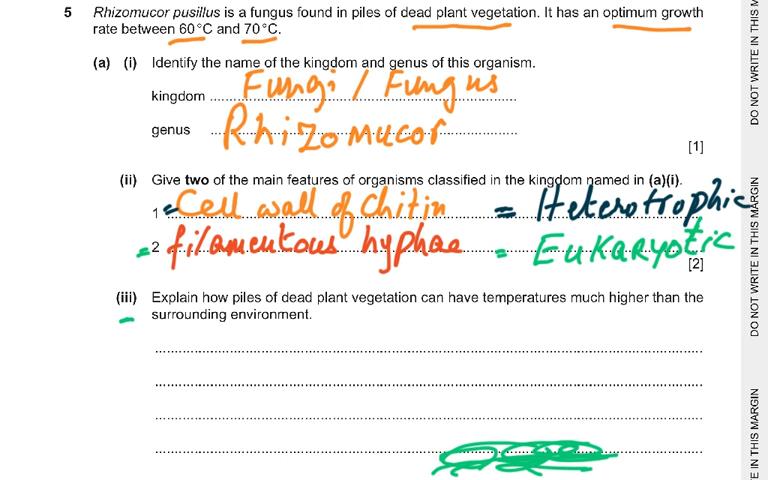 5 Rhizomucor pusillus is a fungus found in piles of dead plant vegetation. It has an optimum growth
rate between 60°C and 70°C.
(a) (i) Identify the name of the kingdom and genus of this organism.
kingdom Fungi / Fungus
genus Rhizomucor
[1]
(ii) Give two of the main features of organisms classified in the kingdom named in (a)(i).
1 = Cell wall of Chitin = Heterotrophic
= 2 filamentous hyphae = Eukaryotic
[2]
(iii) Explain how piles of dead plant vegetation can have temperatures much higher than the
surrounding environment.
DO NOT WRITE IN THIS M
DO NOT WRITE IN THIS MARGIN
E IN THIS MARGIN